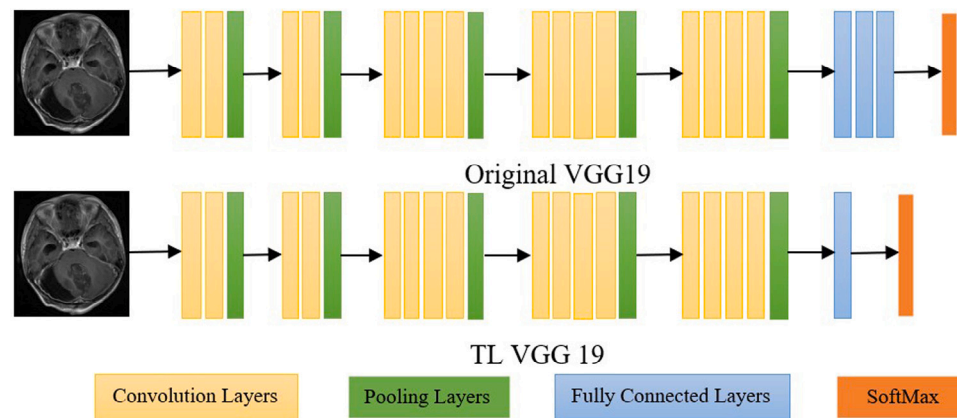 Original VGG19
TL VGG 19
Convolution Layers
Pooling Layers
Fully Connected Layers
SoftMax